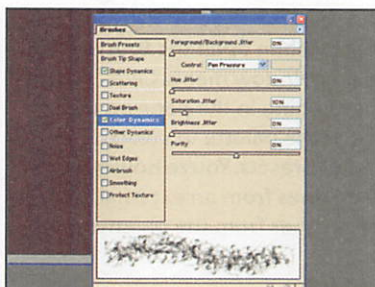 Brushes
Brush Presets
Brush Tip Shape
Shape Dynamics
Scattering
Texture
Dual Brush
Color Dynamics
Other Dynamics
Noise
Wet Edges
Airbrush
Smoothing
Protect Texture
Foreground/Background Jitter 0%
Control: Pen Pressure
Hue Jitter 0%
Saturation Jitter 10%
Brightness Jitter 0%
Purity 0%